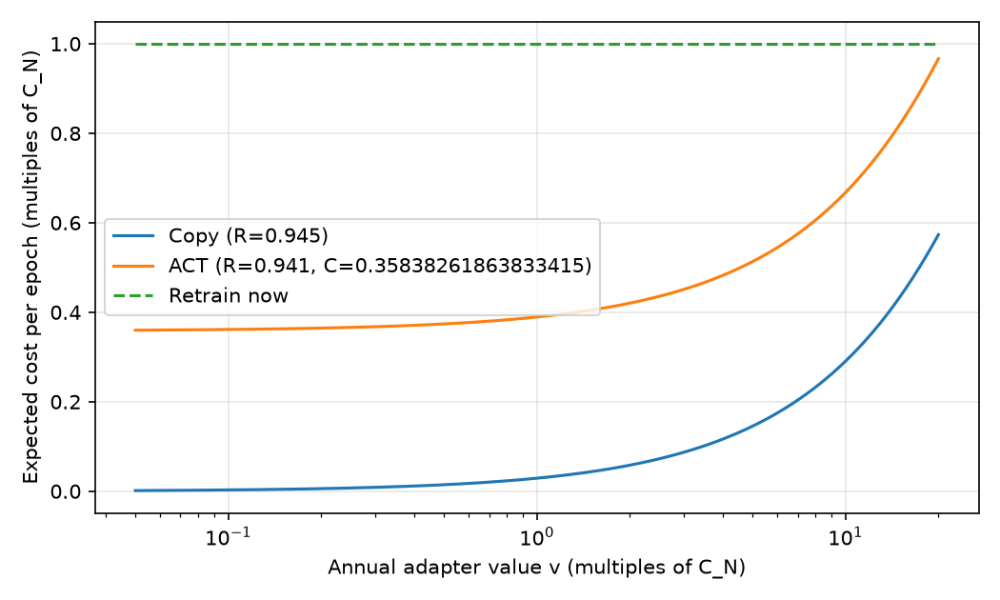 1.0
0.8
0.6
0.4
0.2
0.0
Expected cost per epoch (multiples of C_N)
Copy (R=0.945)
ACT (R=0.941, C=0.35838261863833415)
Retrain now
10⁻¹
10⁰
10¹
Annual adapter value v (multiples of C_N)